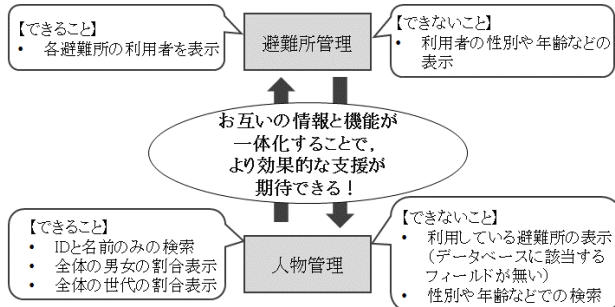 【できること】
• 各避難所の利用者を表示
避難所管理
【できないこと】
• 利用者の性別や年齢などの
表示
お互いの情報と機能が
一体化することで，
より効果的な支援が
期待できる！
【できること】
• IDと名前のみの検索
• 全体の男女の割合表示
• 全体の世代の割合表示
人物管理
【できないこと】
• 利用している避難所の表示
（データベースに該当する
フィールドが無い）
• 性別や年齢などでの検索